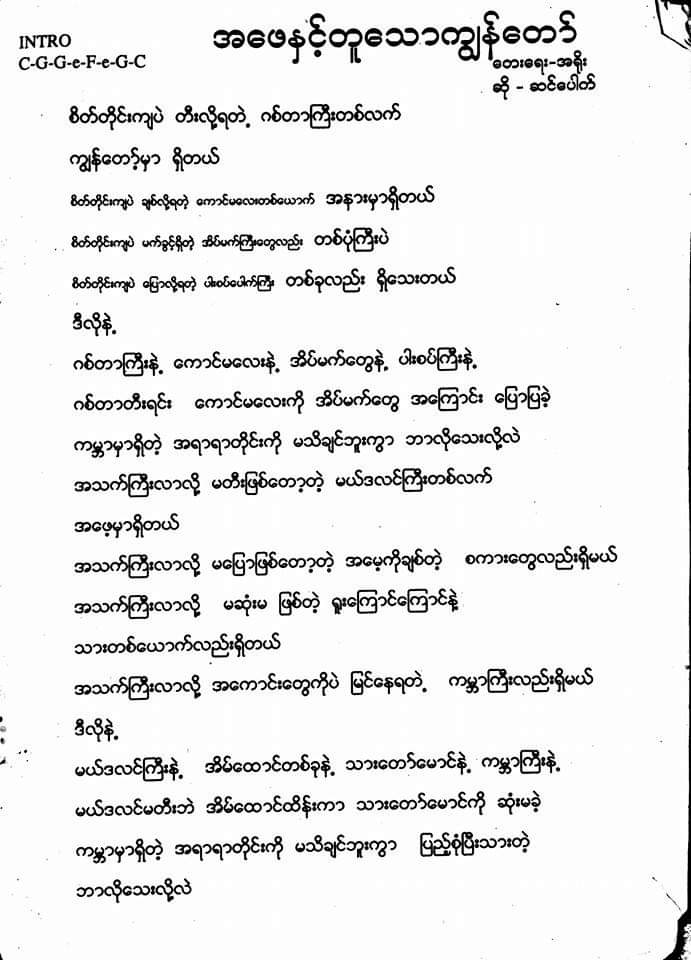 INTRO
C-G-G-e-F-e-G-C
အဖေနှင့်တူသောကျွန်တော်
တေးရေး-အရိုး
ဆို - ဆင်ပေါတ်
စိတ်တိုင်းကျပဲ တီးလို့ရတဲ့ ဂစ်တာကြီးတစ်လက်
ကျွန်တော့်မှာ ရှိတယ်
စိတ်တိုင်းကျပဲ ချစ်လို့ရတဲ့ ကောင်မလေးတစ်ယောက် အနားမှာရှိတယ်
စိတ်တိုင်းကျပဲ မက်ခွင့်ရှိတဲ့ အိပ်မက်ကြီးတွေလည်း တစ်ပုံကြီးပဲ
စိတ်တိုင်းကျပဲ ပြောလို့ရတဲ့ ပါးစပ်ပေါက်ကြီး တစ်ခုလည်း ရှိသေးတယ်
ဒီလိုနဲ့
ဂစ်တာကြီးနဲ့ ကောင်မလေးနဲ့ အိပ်မက်တွေနဲ့ ပါးစပ်ကြီးနဲ့
ဂစ်တာတီးရင်း ကောင်မလေးကို အိပ်မက်တွေ အကြောင်း ပြောပြခဲ့
ကမ္ဘာမှာရှိတဲ့ အရာရာတိုင်းကို မသိချင်ဘူးကွာ ဘာလိုသေးလို့လဲ
အသက်ကြီးလာလို့ မတီးဖြစ်တော့တဲ့ မယ်ဒလင်ကြီးတစ်လက်
အဖေ့မှာရှိတယ်
အသက်ကြီးလာလို့ မပြောဖြစ်တော့တဲ့ အမေ့ကိုချစ်တဲ့ စကားတွေလည်းရှိမယ်
အသက်ကြီးလာလို့ မဆုံးမ ဖြစ်တဲ့ ရူးကြောင်ကြောင်နဲ့
သားတစ်ယောက်လည်းရှိတယ်
အသက်ကြီးလာလို့ အကောင်းတွေကိုပဲ မြင်နေရတဲ့ ကမ္ဘာကြီးလည်းရှိမယ်
ဒီလိုနဲ့
မယ်ဒလင်ကြီးနဲ့ အိမ်ထောင်တစ်ခုနဲ့ သားတော်မောင်နဲ့ ကမ္ဘာကြီးနဲ့
မယ်ဒလင်မတီးဘဲ အိမ်ထောင်ထိန်းကာ သားတော်မောင်ကို ဆုံးမခဲ့
ကမ္ဘာမှာရှိတဲ့ အရာရာတိုင်းကို မသိချင်ဘူးကွာ ပြည့်စုံပြီးသားတဲ့
ဘာလိုသေးလို့လဲ